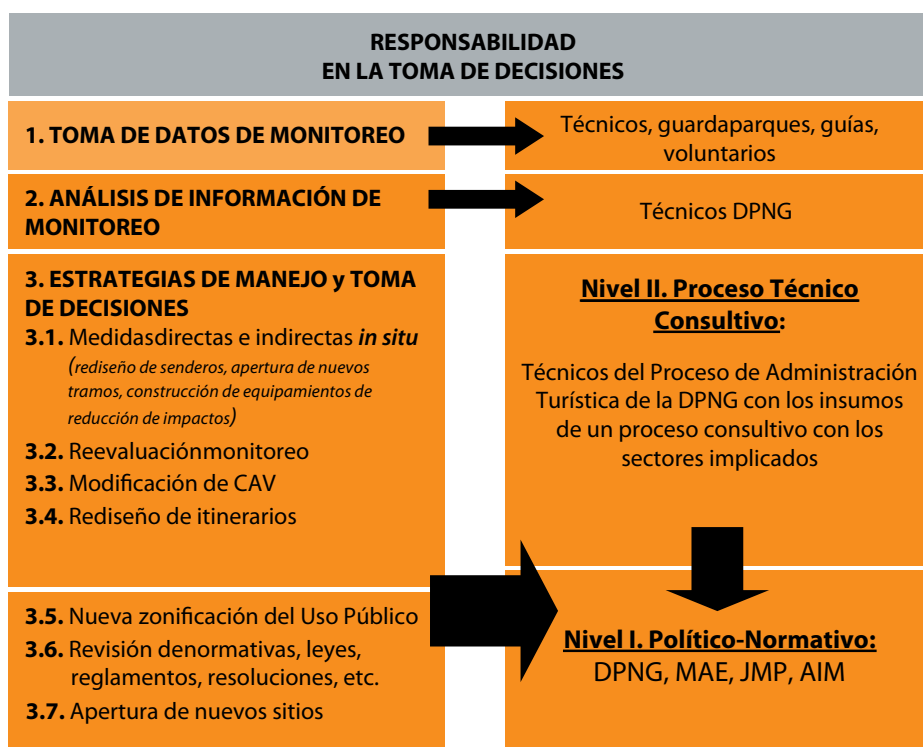 RESPONSABILIDAD
EN LA TOMA DE DECISIONES
1. TOMA DE DATOS DE MONITOREO
Técnicos, guardaparques, guías,
voluntarios
2. ANÁLISIS DE INFORMACIÓN DE
MONITOREO
Técnicos DPNG
3. ESTRATEGIAS DE MANEJO y TOMA
DE DECISIONES
3.1. Medidasdirectas e indirectas in situ
(rediseño de senderos, apertura de nuevos
tramos, construcción de equipamientos de
reducción de impactos)
3.2. Reevaluaciónmonitoreo
3.3. Modificación de CAV
3.4. Rediseño de itinerarios
Nivel II. Proceso Técnico
Consultivo:
Técnicos del Proceso de Administración
Turística de la DPNG con los insumos
de un proceso consultivo con los
sectores implicados
3.5. Nueva zonificación del Uso Público
3.6. Revisión denormativas, leyes,
reglamentos, resoluciones, etc.
3.7. Apertura de nuevos sitios
Nivel I. Político-Normativo:
DPNG, MAE, JMP, AIM